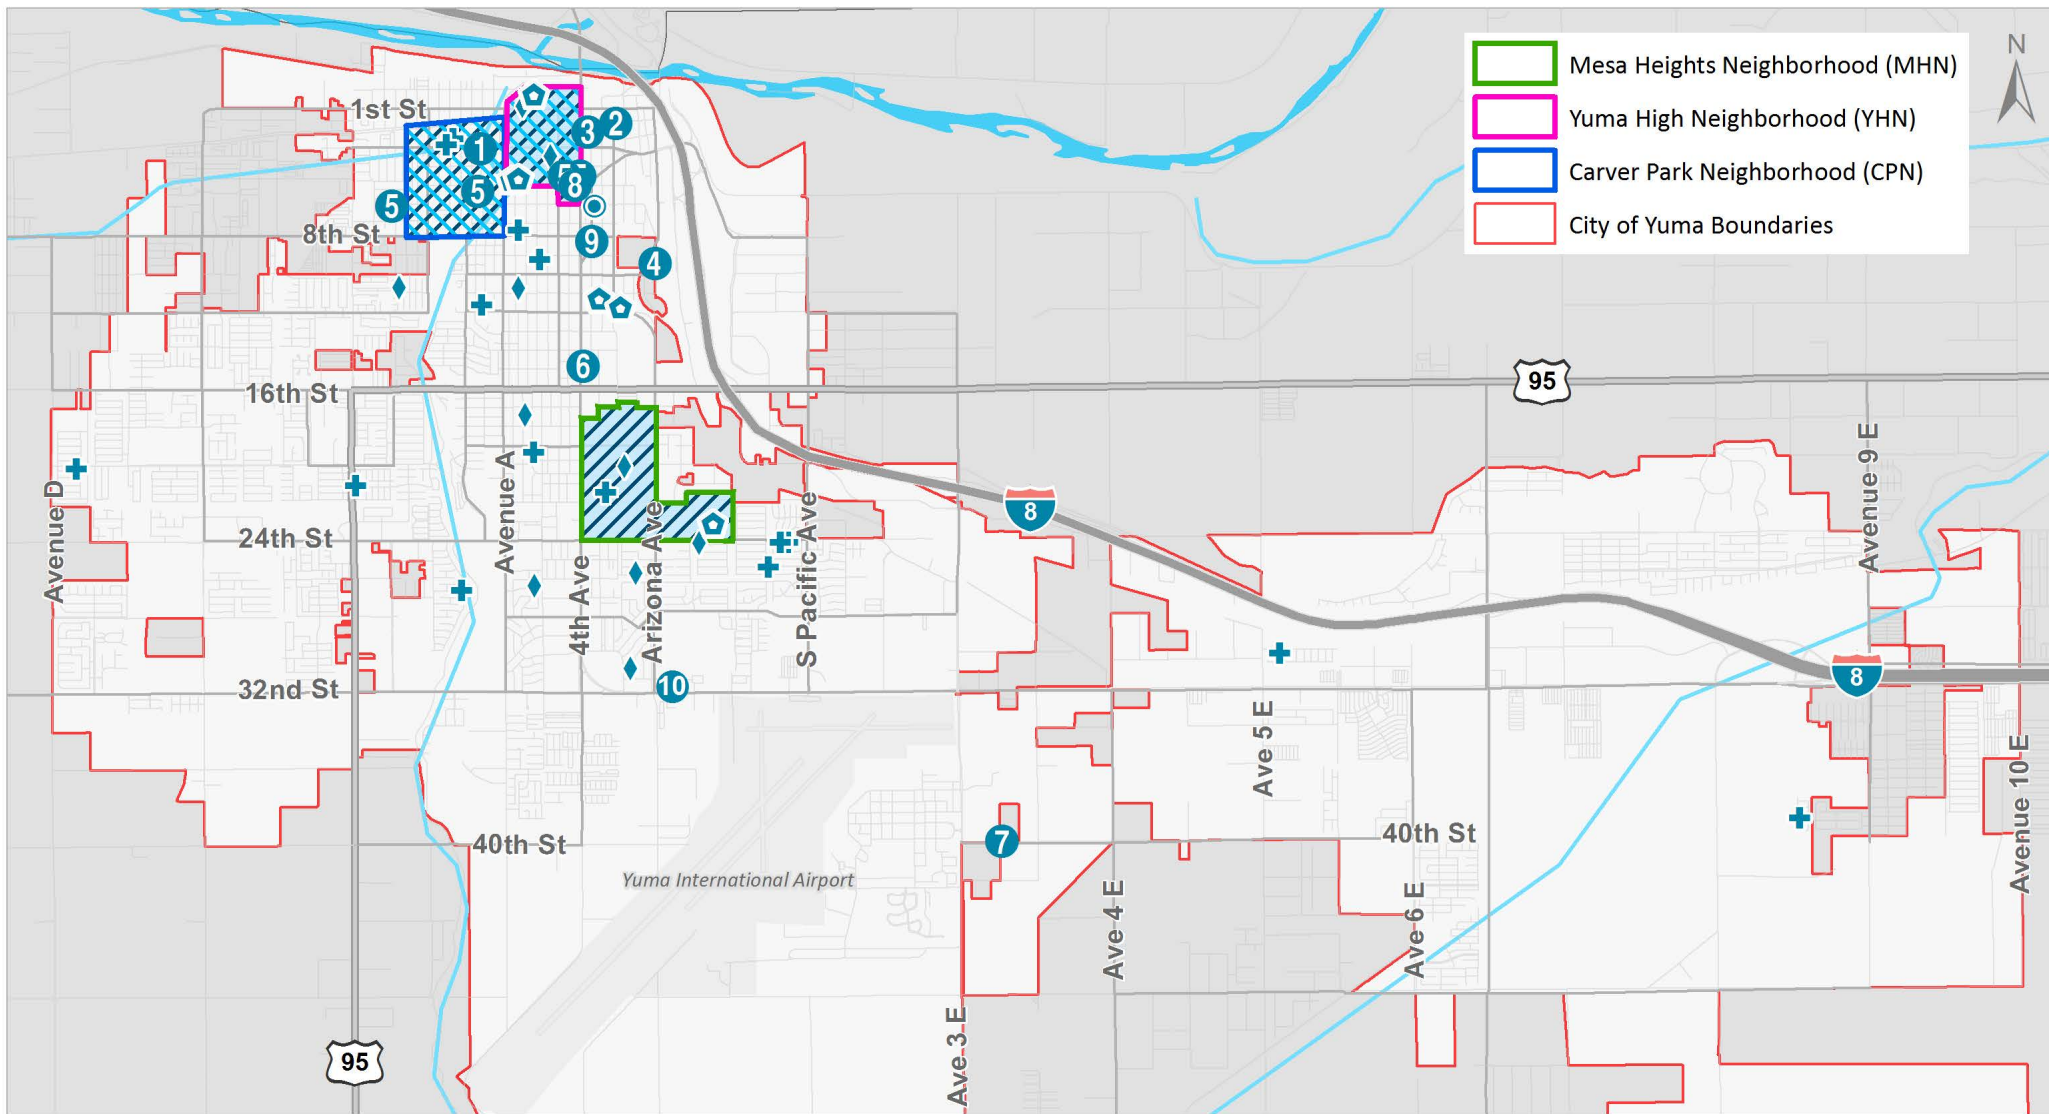 N
Mesa Heights Neighborhood (MHN)
Yuma High Neighborhood (YHN)
Carver Park Neighborhood (CPN)
City of Yuma Boundaries
1st St
1
3
2
5
5
8
8th St
9
4
6
16th St
95
Avenue D
Avenue A
24th St
4th Ave
Arizona Ave
S Pacific Ave
8
Avenue 9 E
32nd St
10
8
Ave 5 E
Avenue 10 E
40th St
7
40th St
Yuma International Airport
Ave 4 E
Ave 6 E
Ave 3 E
95